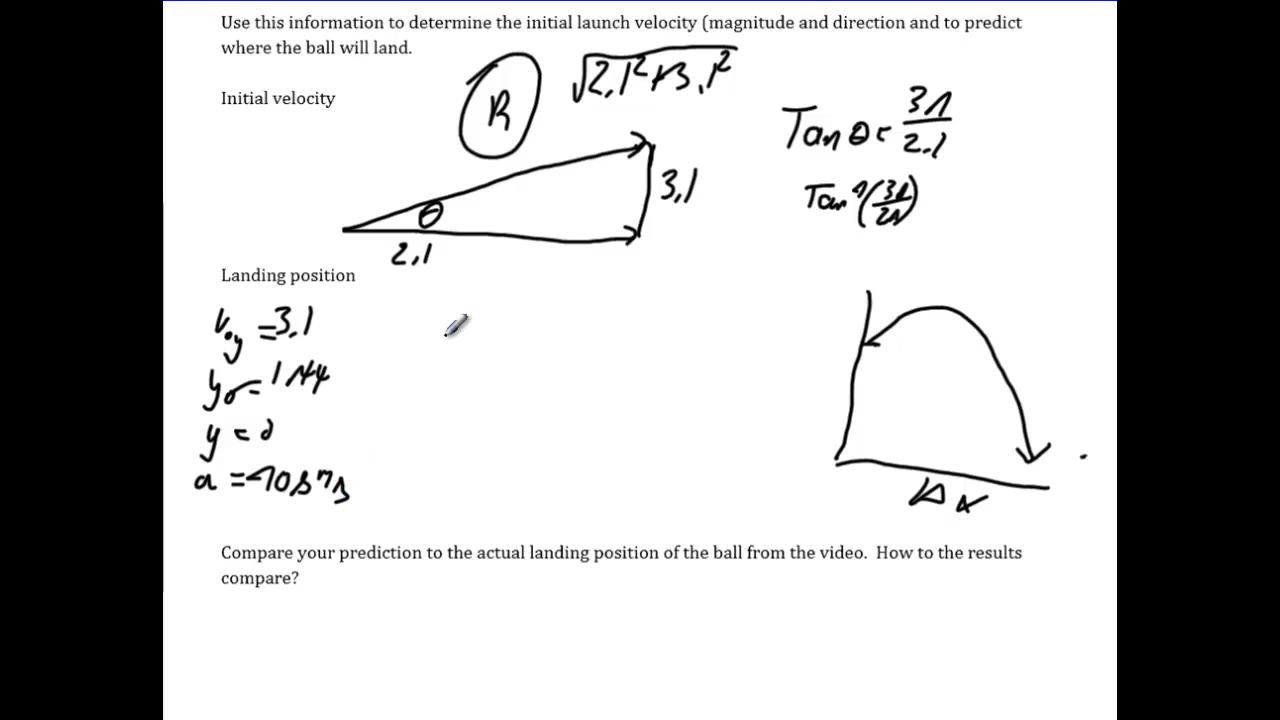 Use this information to determine the initial launch velocity (magnitude and direction and to predict
where the ball will land.
Initial velocity
R
√2.1²+3.1²
Tan θ = 3.1/2.1
Tan⁻¹(3.1/2.1)
θ
3.1
2.1
Landing position
v₀y = 3.1
y₀ = 1.44
y = 0
a =
Δx
Compare your prediction to the actual landing position of the ball from the video. How to the results
compare?